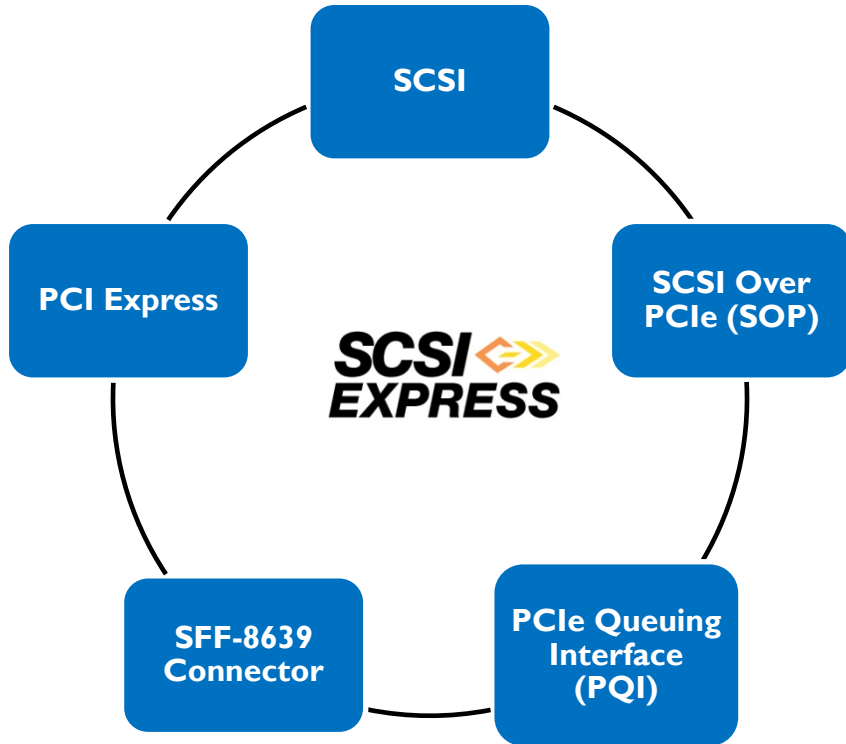 SCSI
PCI Express
SCSI Over
PCIe (SOP)
SCSI
EXPRESS
SFF-8639
Connector
PCIe Queuing
Interface
(PQI)